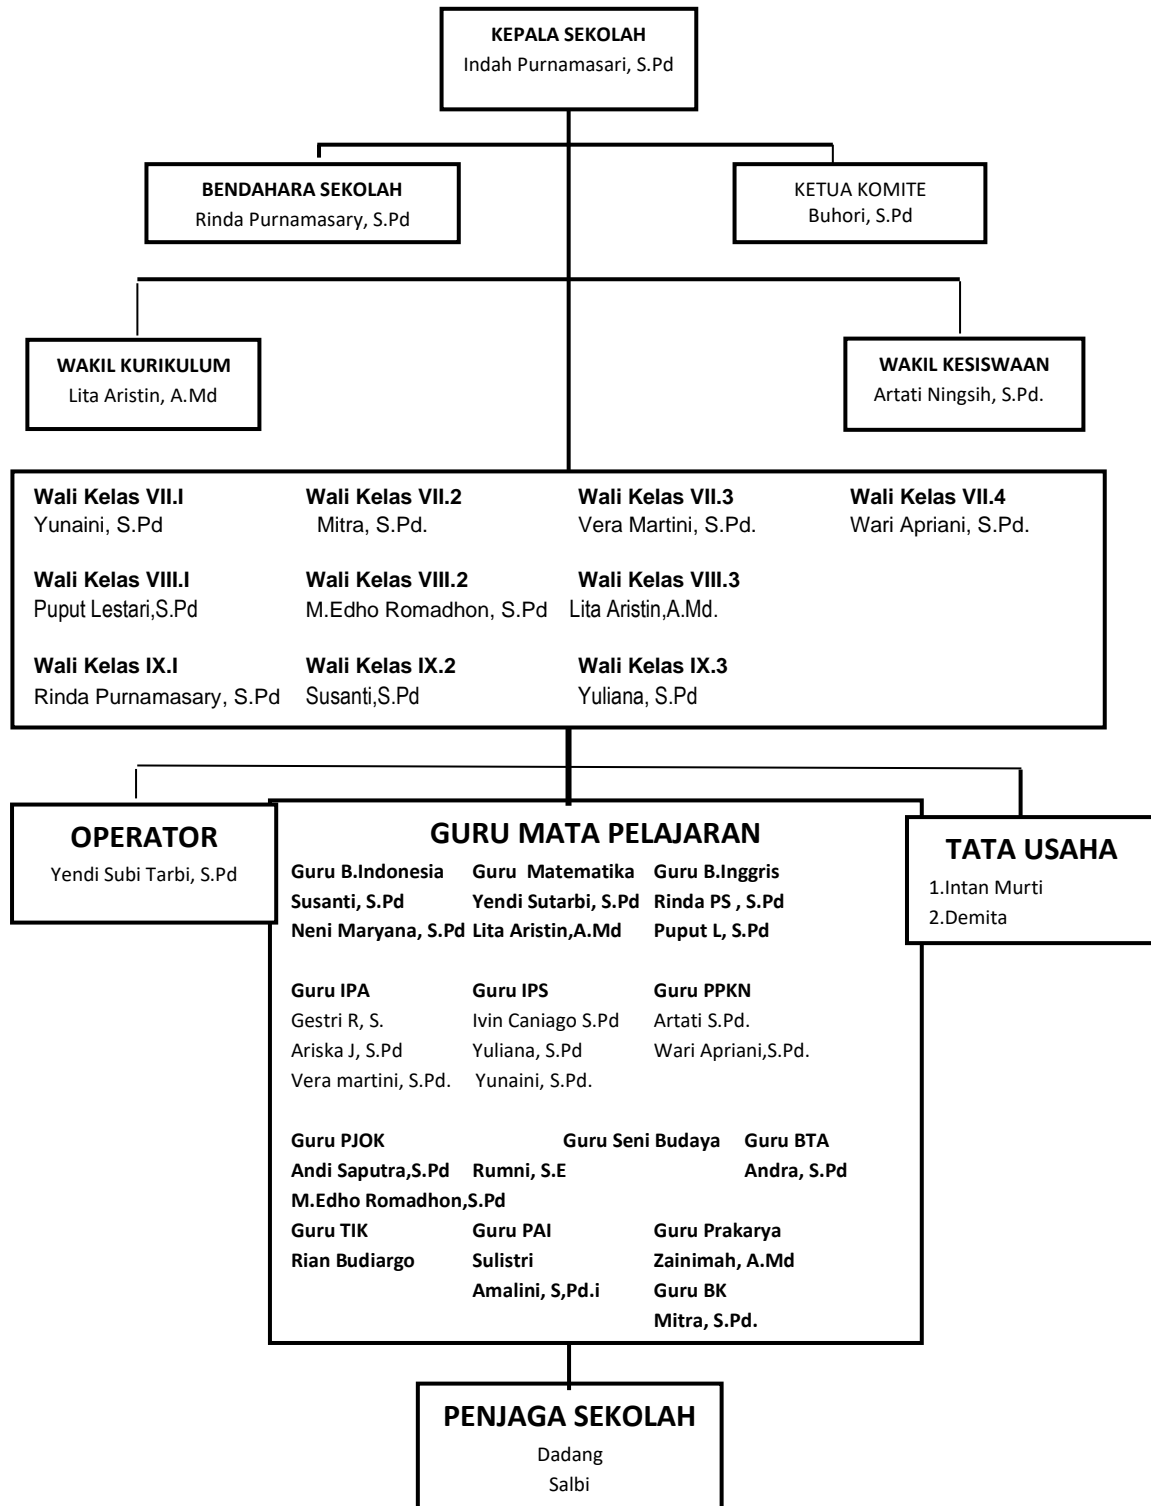 KEPALA SEKOLAH
Indah Purnamasari, S.Pd
BENDAHARA SEKOLAH
Rinda Purnamasary, S.Pd
KETUA KOMITE
Buhori, S.Pd
WAKIL KURIKULUM
Lita Aristin, A.Md
WAKIL KESISWAAN
Artati Ningsih, S.Pd.
Wali Kelas VII.I Wali Kelas VII.2 Wali Kelas VII.3 Wali Kelas VII.4
Yunaini, S.Pd Mitra, S.Pd. Vera Martini, S.Pd. Wari Apriani, S.Pd.
Wali Kelas VIII.I Wali Kelas VIII.2 Wali Kelas VIII.3
Puput Lestari,S.Pd M.Edho Romadhon, S.Pd Lita Aristin,A.Md.
Wali Kelas IX.I Wali Kelas IX.2 Wali Kelas IX.3
Rinda Purnamasary, S.Pd Susanti,S.Pd Yuliana, S.Pd
OPERATOR
Yendi Subi Tarbi, S.Pd
GURU MATA PELAJARAN
Guru B.Indonesia Guru Matematika Guru B.Inggris
Susanti, S.Pd Yendi Sutarbi, S.Pd Rinda PS , S.Pd
Neni Maryana, S.Pd Lita Aristin,A.Md Puput L, S.Pd
Guru IPA Guru IPS Guru PPKN
Gestri R, S. Ivin Caniago S.Pd Artati S.Pd.
Ariska J, S.Pd Yuliana, S.Pd Wari Apriani,S.Pd.
Vera martini, S.Pd. Yunaini, S.Pd.
Guru PJOK Guru Seni Budaya Guru BTA
Andi Saputra,S.Pd Rumni, S.E Andra, S.Pd
M.Edho Romadhon,S.Pd
Guru TIK Guru PAI Guru Prakarya
Rian Budiargo Sulistri Zainimah, A.Md
Amalini, S,Pd.i Guru BK
Mitra, S.Pd.
TATA USAHA
1.Intan Murti
2.Demita
PENJAGA SEKOLAH
Dadang
Salbi